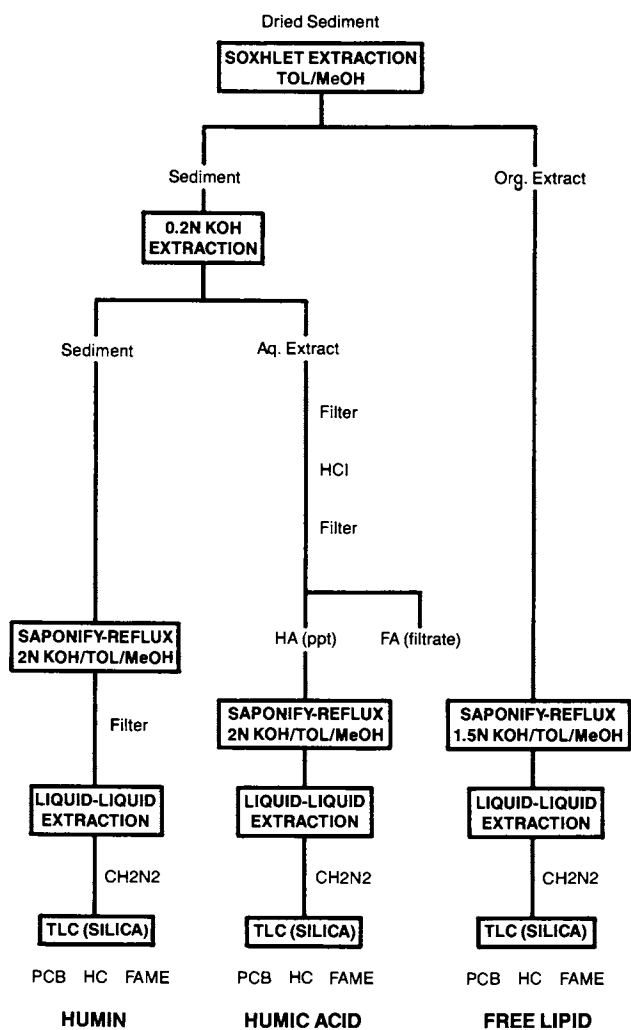 Dried Sediment
SOXHLET EXTRACTION
TOL/MeOH
Sediment
Org. Extract
0.2N KOH
EXTRACTION
Sediment
Aq. Extract
Filter
HCl
Filter
HA (ppt)
FA (filtrate)
SAPONIFY-REFLUX
2N KOH/TOL/MeOH
Filter
SAPONIFY-REFLUX
2N KOH/TOL/MeOH
SAPONIFY-REFLUX
1.5N KOH/TOL/MeOH
LIQUID-LIQUID
EXTRACTION
LIQUID-LIQUID
EXTRACTION
LIQUID-LIQUID
EXTRACTION
CH2N2
CH2N2
CH2N2
TLC (SILICA)
TLC (SILICA)
TLC (SILICA)
PCB HC FAME
PCB HC FAME
PCB HC FAME
HUMIN
HUMIC ACID
FREE LIPID